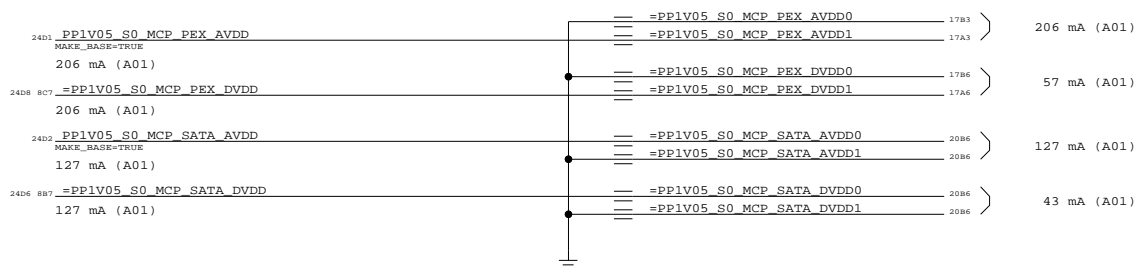 =PP1V05_S0_MCP_PEX_AVDD0 17B3
24D1 PP1V05_S0_MCP_PEX_AVDD =PP1V05_S0_MCP_PEX_AVDD1 17A3 206 mA (A01)
MAKE_BASE=TRUE
206 mA (A01)
=PP1V05_S0_MCP_PEX_DVDD0 17B6
24D8 8C7 =PP1V05_S0_MCP_PEX_DVDD =PP1V05_S0_MCP_PEX_DVDD1 17A6 57 mA (A01)
206 mA (A01)
24D2 PP1V05_S0_MCP_SATA_AVDD =PP1V05_S0_MCP_SATA_AVDD0 20B6
MAKE_BASE=TRUE
=PP1V05_S0_MCP_SATA_AVDD1 20B6 127 mA (A01)
127 mA (A01)
24D6 8B7 =PP1V05_S0_MCP_SATA_DVDD =PP1V05_S0_MCP_SATA_DVDD0 20B6
127 mA (A01) =PP1V05_S0_MCP_SATA_DVDD1 20B6 43 mA (A01)